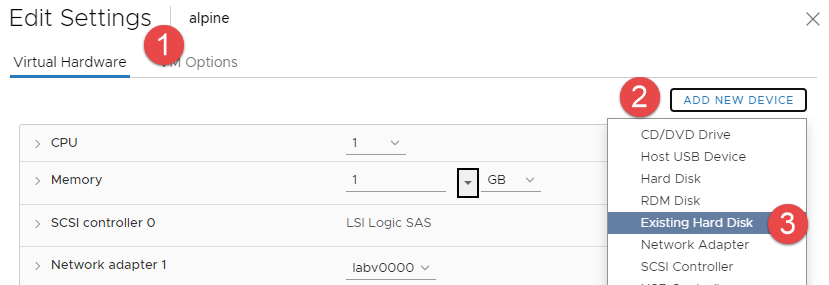 Edit Settings alpine
1
Virtual Hardware M Options
2 ADD NEW DEVICE
CD/DVD Drive
CPU 1
Host USB Device
Hard Disk
Memory 1 GB
RDM Disk
Existing Hard Disk 3
SCSI controller 0 LSI Logic SAS
Network Adapter
SCSI Controller
Network adapter 1 labv0000